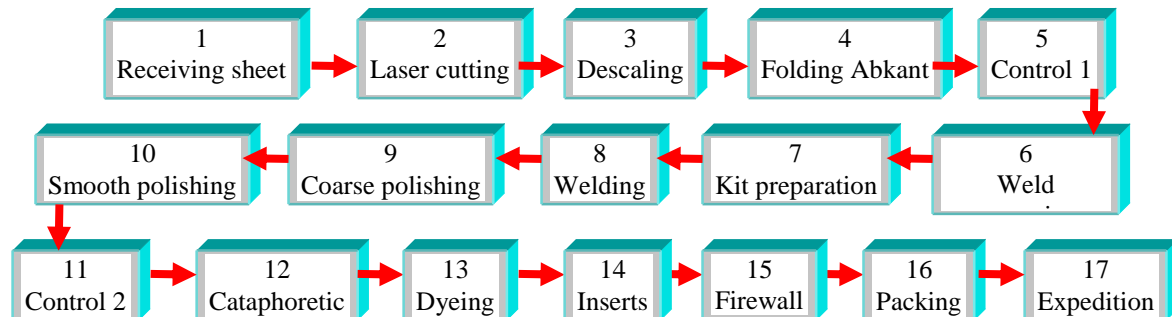 1
Receiving sheet
2
Laser cutting
3
Descaling
4
Folding Abkant
5
Control 1
6
Weld
7
Kit preparation
8
Welding
9
Coarse polishing
10
Smooth polishing
11
Control 2
12
Cataphoretic
13
Dyeing
14
Inserts
15
Firewall
16
Packing
17
Expedition